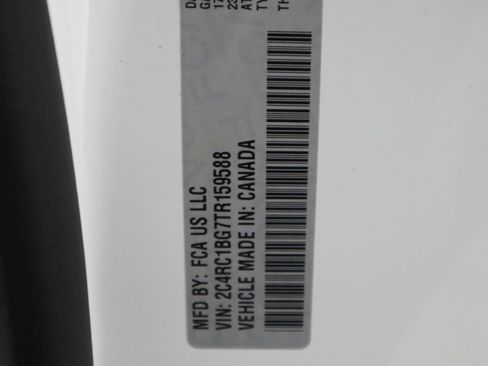 MFD BY: FCA US LLC
VIN: 2C4RC1BG7TR159588
VEHICLE MADE IN: CANADA